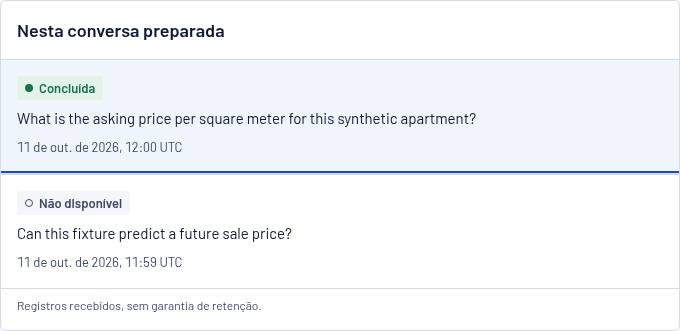 Nesta conversa preparada
Concluída
What is the asking price per square meter for this synthetic apartment?
11 de out. de 2026, 12:00 UTC
Não disponível
Can this fixture predict a future sale price?
11 de out. de 2026, 11:59 UTC
Registros recebidos, sem garantia de retenção.